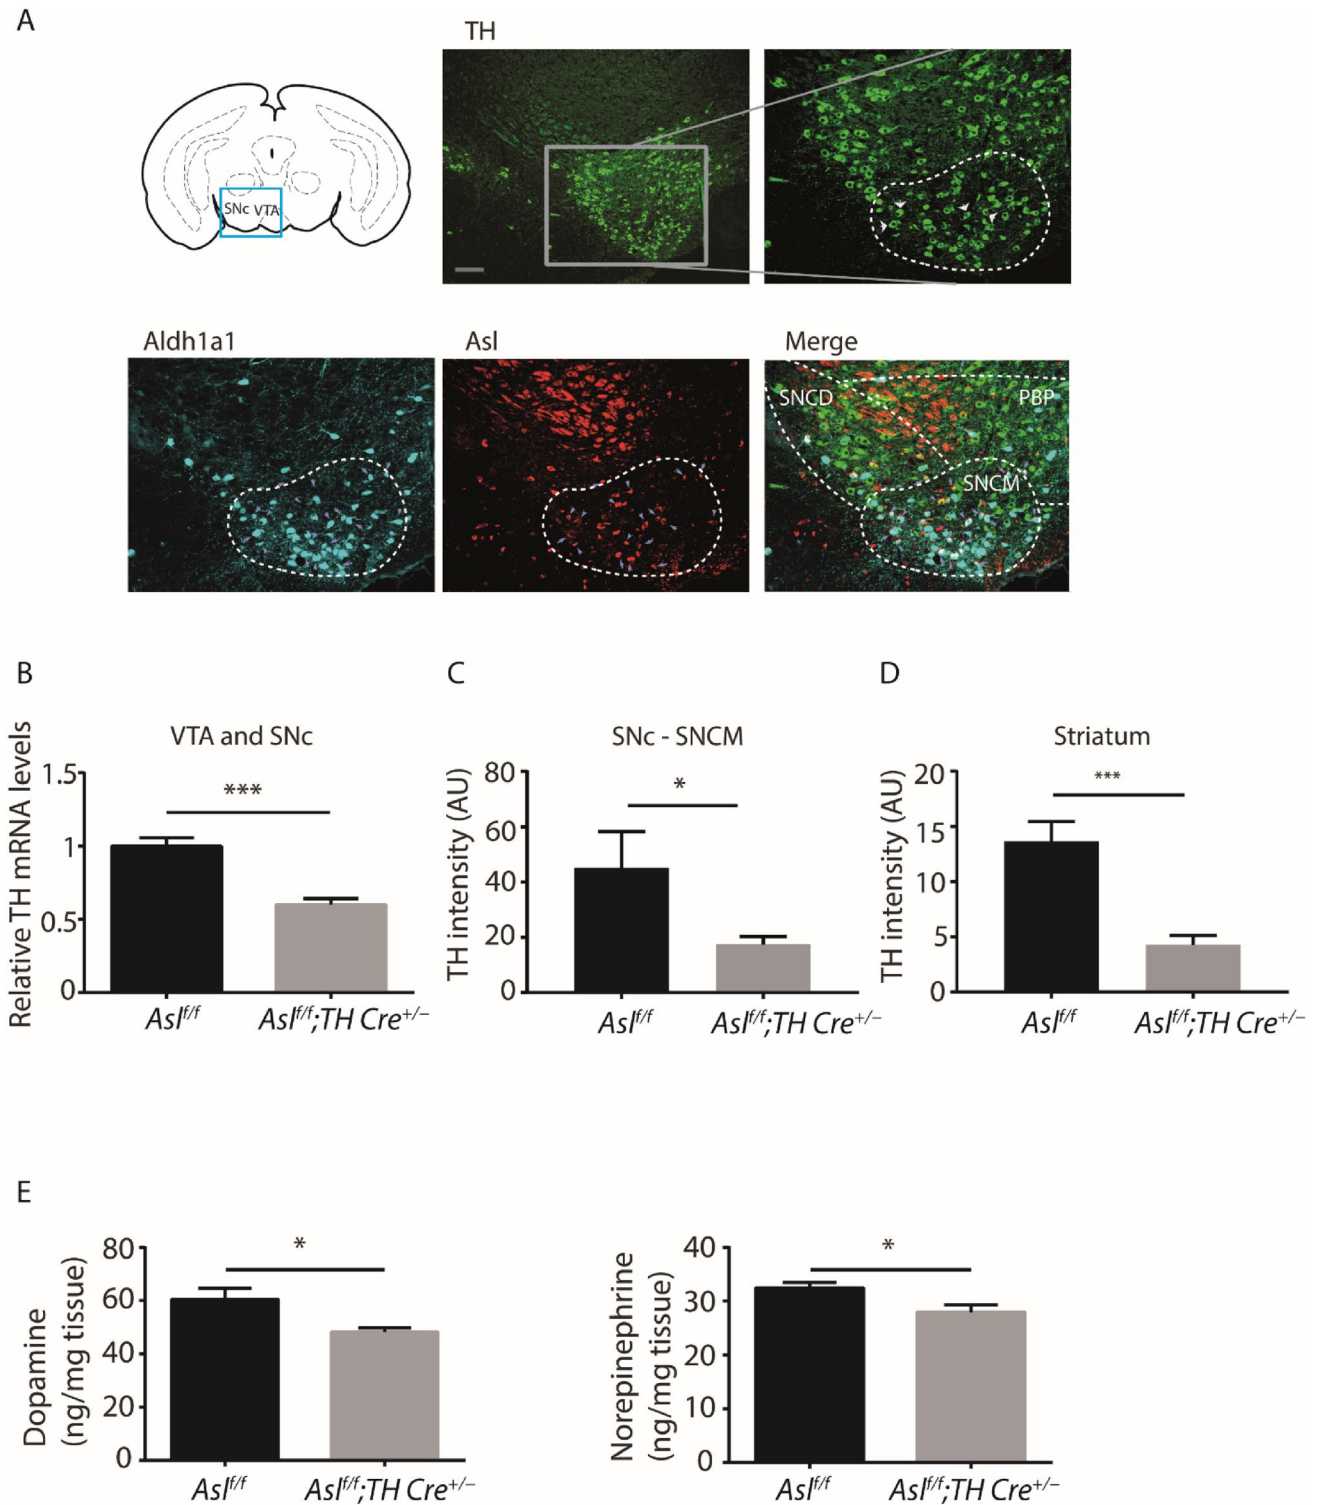 A
TH
SNc VTA
Aldh1a1
Asl
Merge
SNCD
PBP
SNCM
B
C
D
VTA and SNc
SNc - SNCM
Striatum
Relative TH mRNA levels
1.5
1
0.5
0
***
Asl^f/f
Asl^f/f;TH Cre^+/–
TH intensity (AU)
80
60
40
20
0
*
Asl^f/f
Asl^f/f;TH Cre^+/–
TH intensity (AU)
20
15
10
5
0
***
Asl^f/f
Asl^f/f;TH Cre^+/–
E
Dopamine
(ng/mg tissue)
80
60
40
20
0
*
Asl^f/f
Asl^f/f;TH Cre^+/–
Norepinephrine
(ng/mg tissue)
40
30
20
10
0
*
Asl^f/f
Asl^f/f;TH Cre^+/–